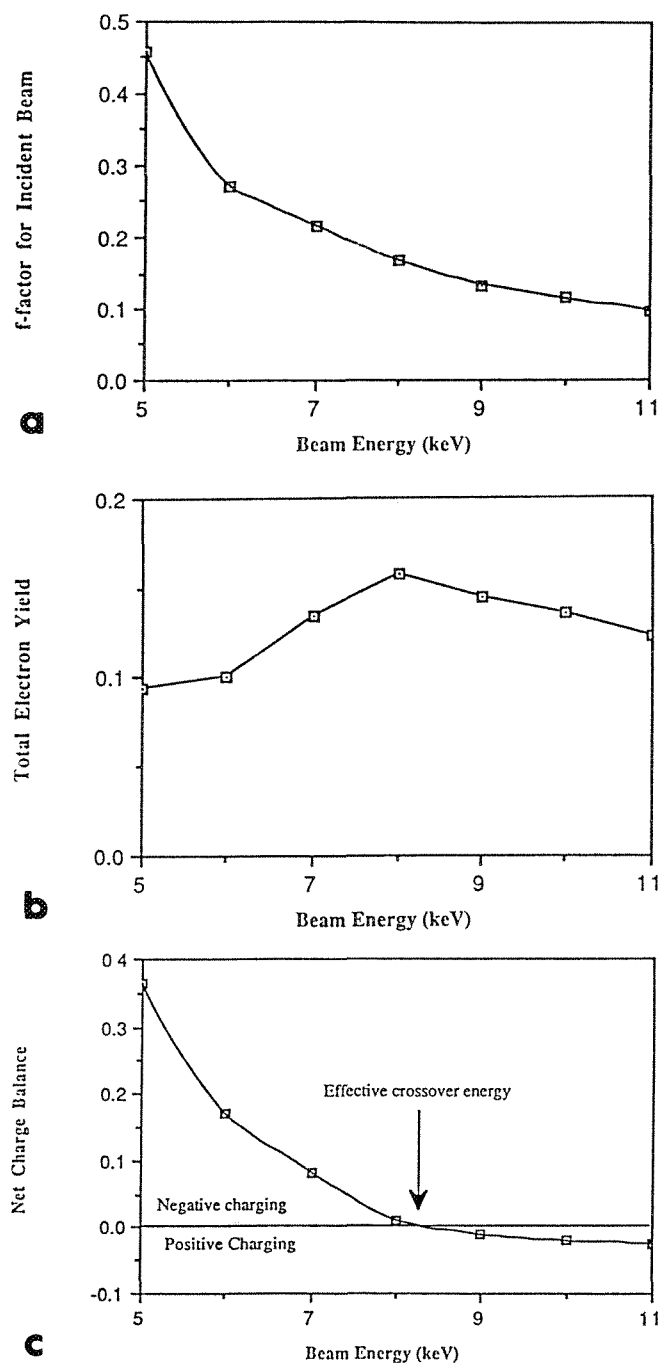 0.5
0.4
0.3
0.2
0.1
0.0
f-factor for Incident Beam
5 7 9 11
Beam Energy (keV)
a
0.2
0.1
0.0
Total Electron Yield
5 7 9 11
Beam Energy (keV)
b
0 4
0.3
0.2
0.1
0.0
-0.1
Net Charge Balance
Effective crossover energy
Negative charging
Positive Charging
5 7 9 11
Beam Energy (keV)
c